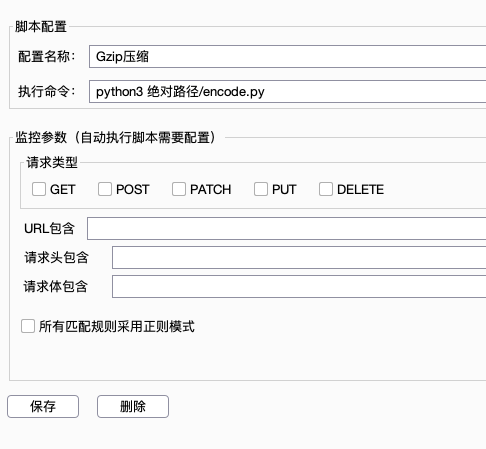 脚本配置
配置名称： Gzip压缩
执行命令： python3 绝对路径/encode.py
监控参数（自动执行脚本需要配置）
请求类型
GET POST PATCH PUT DELETE
URL包含
请求头包含
请求体包含
所有匹配规则采用正则模式
保存 删除